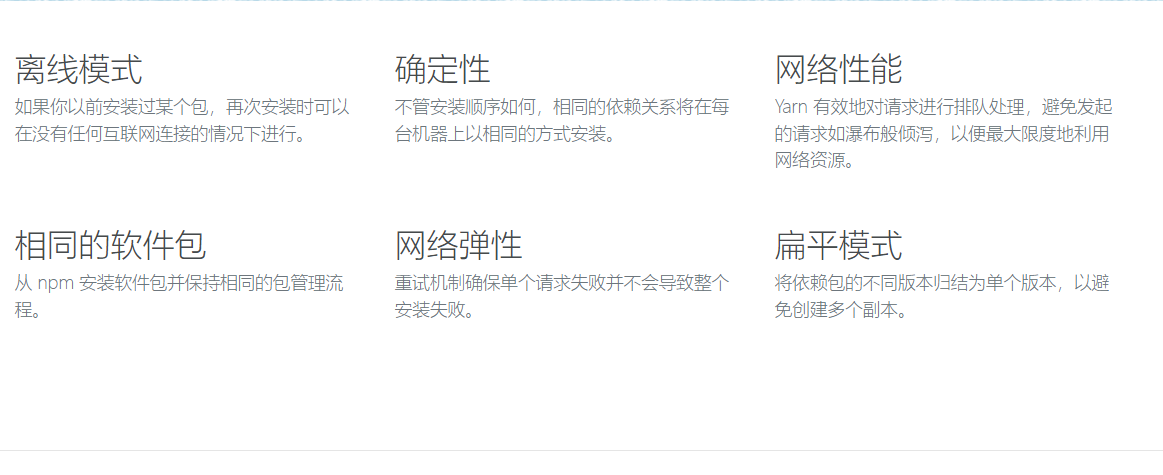 离线模式
如果你以前安装过某个包，再次安装时可以
在没有任何互联网连接的情况下进行。
确定性
不管安装顺序如何，相同的依赖关系将在每
台机器上以相同的方式安装。
网络性能
Yarn 有效地对请求进行排队处理，避免发起
的请求如瀑布般倾泻，以便最大限度地利用
网络资源。
相同的软件包
从 npm 安装软件包并保持相同的包管理流
程。
网络弹性
重试机制确保单个请求失败并不会导致整个
安装失败。
扁平模式
将依赖包的不同版本归结为单个版本，以避
免创建多个副本。